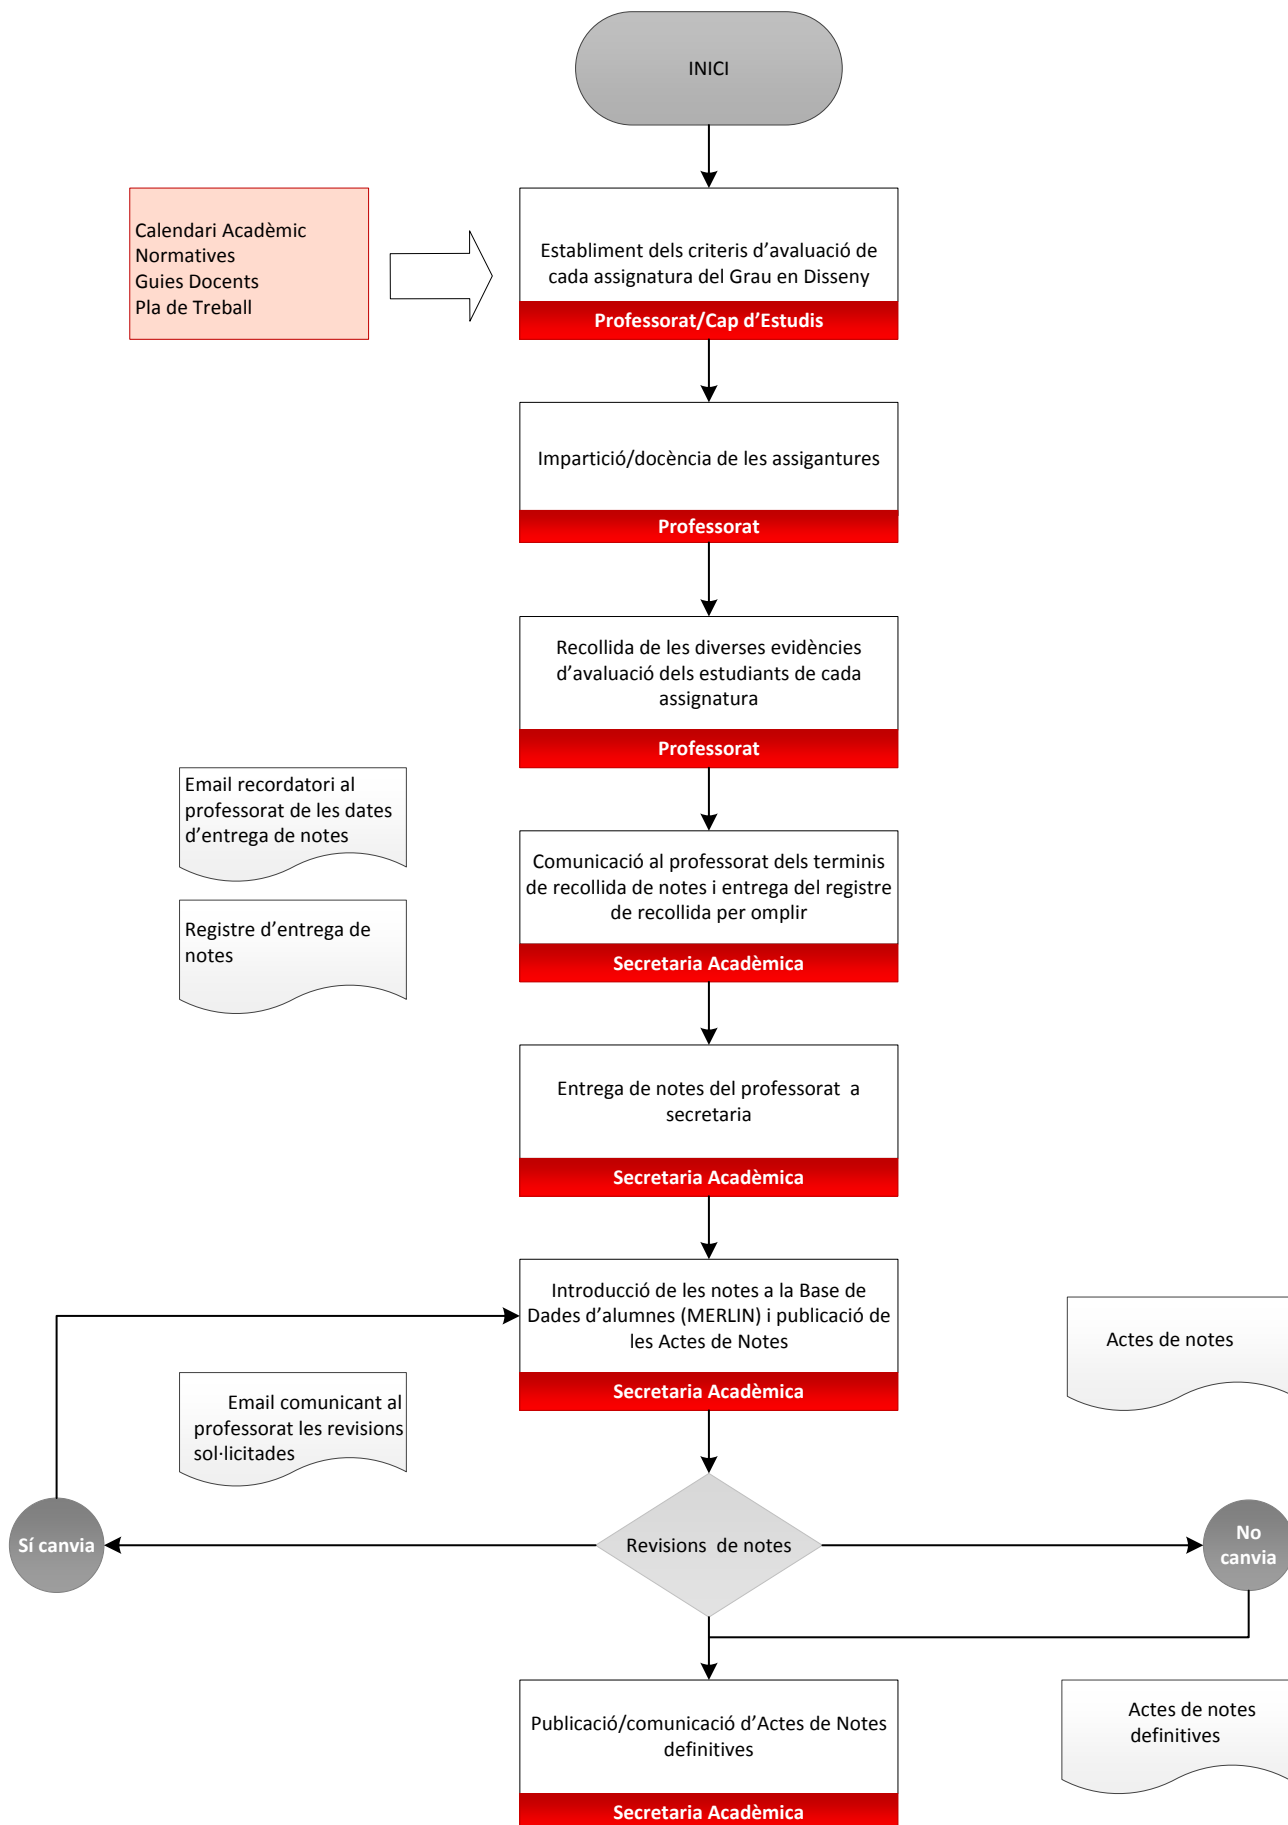 INICI
Calendari Acadèmic
Normatives
Guies Docents
Pla de Treball
Establiment dels criteris d’avaluació de
cada assignatura del Grau en Disseny
Professorat/Cap d’Estudis
Impartició/docència de les assigantures
Professorat
Recollida de les diverses evidències
d’avaluació dels estudiants de cada
assignatura
Professorat
Email recordatori al
professorat de les dates
d’entrega de notes
Registre d’entrega de
notes
Comunicació al professorat dels terminis
de recollida de notes i entrega del registre
de recollida per omplir
Secretaria Acadèmica
Entrega de notes del professorat a
secretaria
Secretaria Acadèmica
Introducció de les notes a la Base de
Dades d’alumnes (MERLIN) i publicació de
les Actes de Notes
Secretaria Acadèmica
Actes de notes
Email comunicant al
professorat les revisions
sol·licitades
Sí canvia
Revisions de notes
No
canvia
Publicació/comunicació d’Actes de Notes
definitives
Secretaria Acadèmica
Actes de notes
definitives